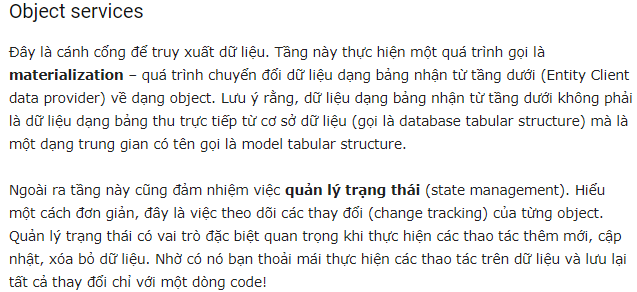 Object services
Đây là cánh cổng để truy xuất dữ liệu. Tầng này thực hiện một quá trình gọi là
materialization – quá trình chuyển đổi dữ liệu dạng bảng nhận từ tầng dưới (Entity Client
data provider) về dạng object. Lưu ý rằng, dữ liệu dạng bảng nhận từ tầng dưới không phải
là dữ liệu dạng bảng thu trực tiếp từ cơ sở dữ liệu (gọi là database tabular structure) mà là
một dạng trung gian có tên gọi là model tabular structure.
Ngoài ra tầng này cũng đảm nhiệm việc quản lý trạng thái (state management). Hiểu
một cách đơn giản, đây là việc theo dõi các thay đổi (change tracking) của từng object.
Quản lý trạng thái có vai trò đặc biệt quan trọng khi thực hiện các thao tác thêm mới, cập
nhật, xóa bỏ dữ liệu. Nhờ có nó bạn thoải mái thực hiện các thao tác trên dữ liệu và lưu lại
tất cả thay đổi chỉ với một dòng code!